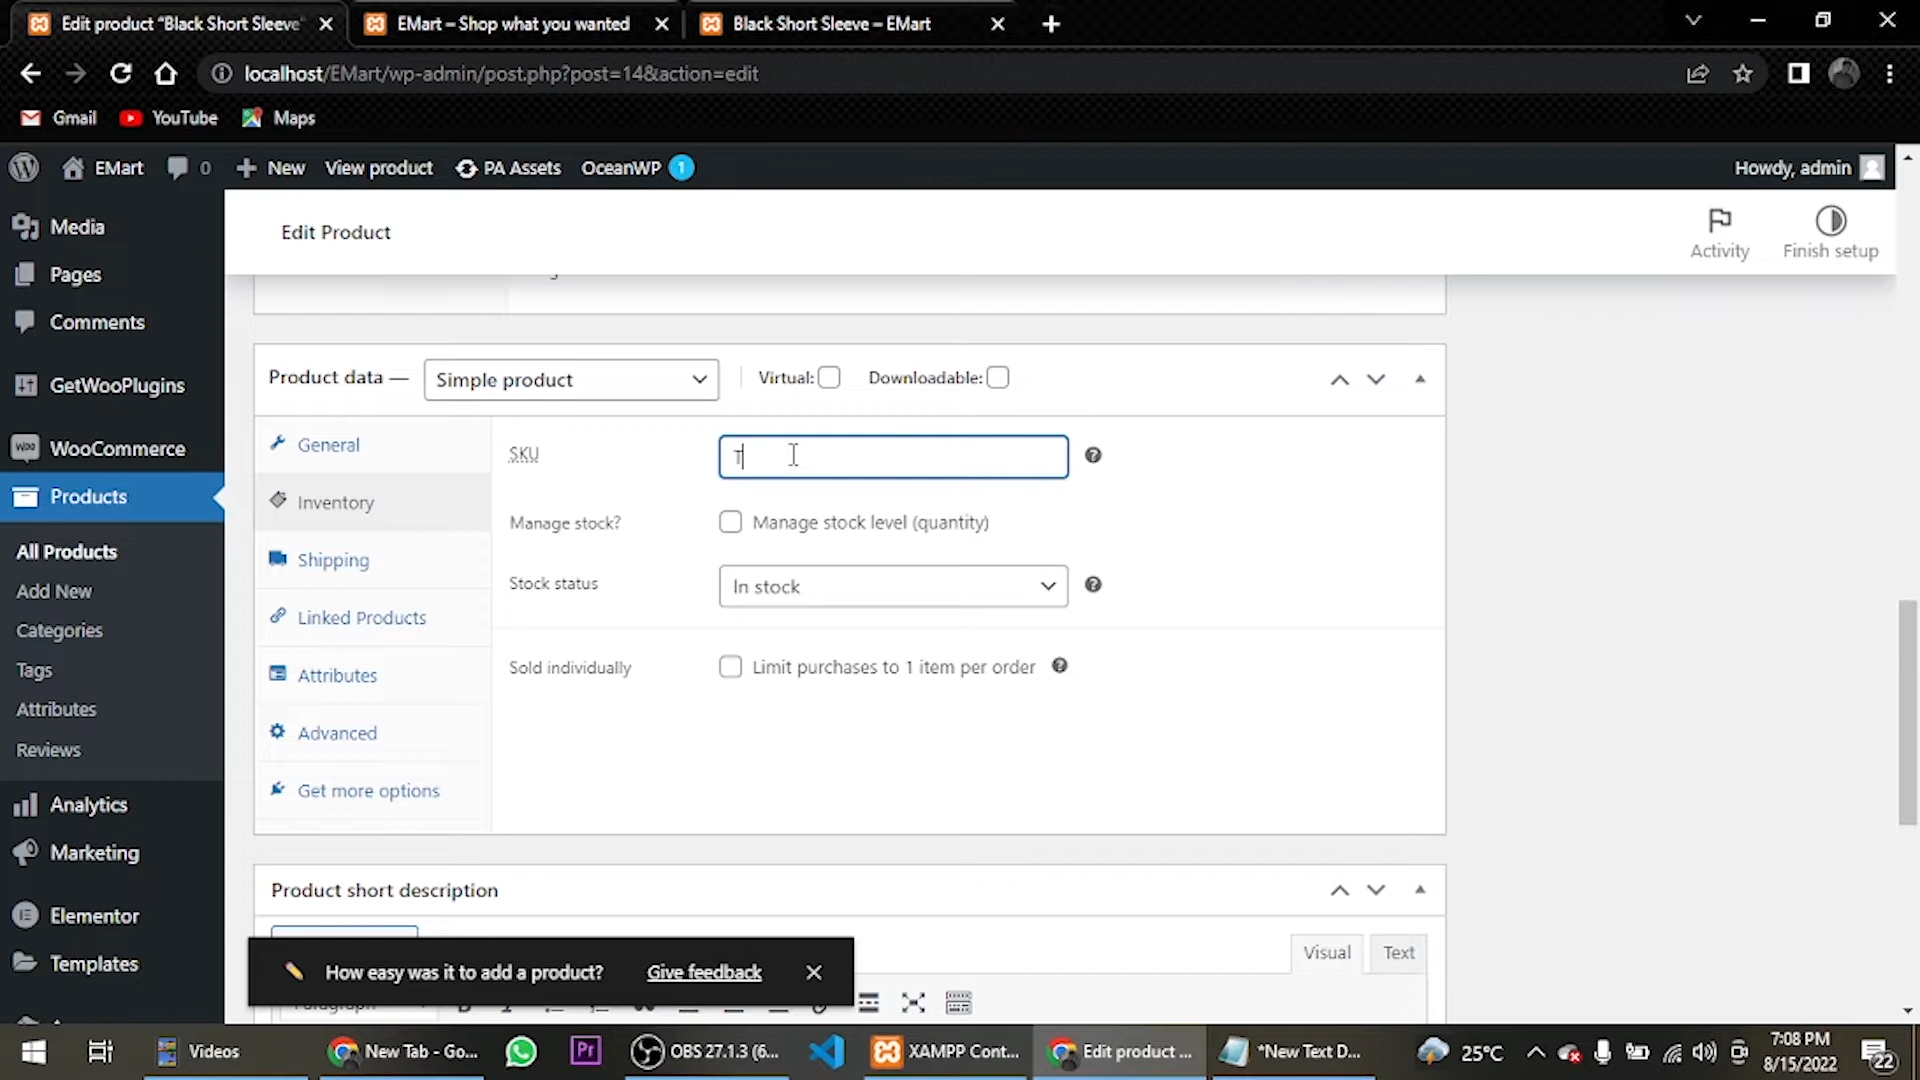 Edit product "Black Short Sleeve"
EMart – Shop what you wanted
Black Short Sleeve – EMart
localhost/EMart/wp-admin/post.php?post=14&action=edit
Gmail
YouTube
Maps
EMart
0
New
View product
PA Assets
OceanWP
1
Howdy, admin
Media
Edit Product
Activity
Finish setup
Pages
Comments
GetWooPlugins
WooCommerce
Products
All Products
Add New
Categories
Tags
Attributes
Reviews
Analytics
Marketing
Elementor
Templates
Product data —
Simple product
Virtual:
Downloadable:
General
Inventory
Shipping
Linked Products
Attributes
Advanced
Get more options
SKU
T
Manage stock?
Manage stock level (quantity)
Stock status
In stock
Sold individually
Limit purchases to 1 item per order
Product short description
Visual
Text
How easy was it to add a product?
Give feedback
Videos
New Tab - Go...
Pr
OBS 27.1.3 (6...
XAMPP Cont...
Edit product ...
*New Text D...
25°C
7:08 PM
8/15/2022
22